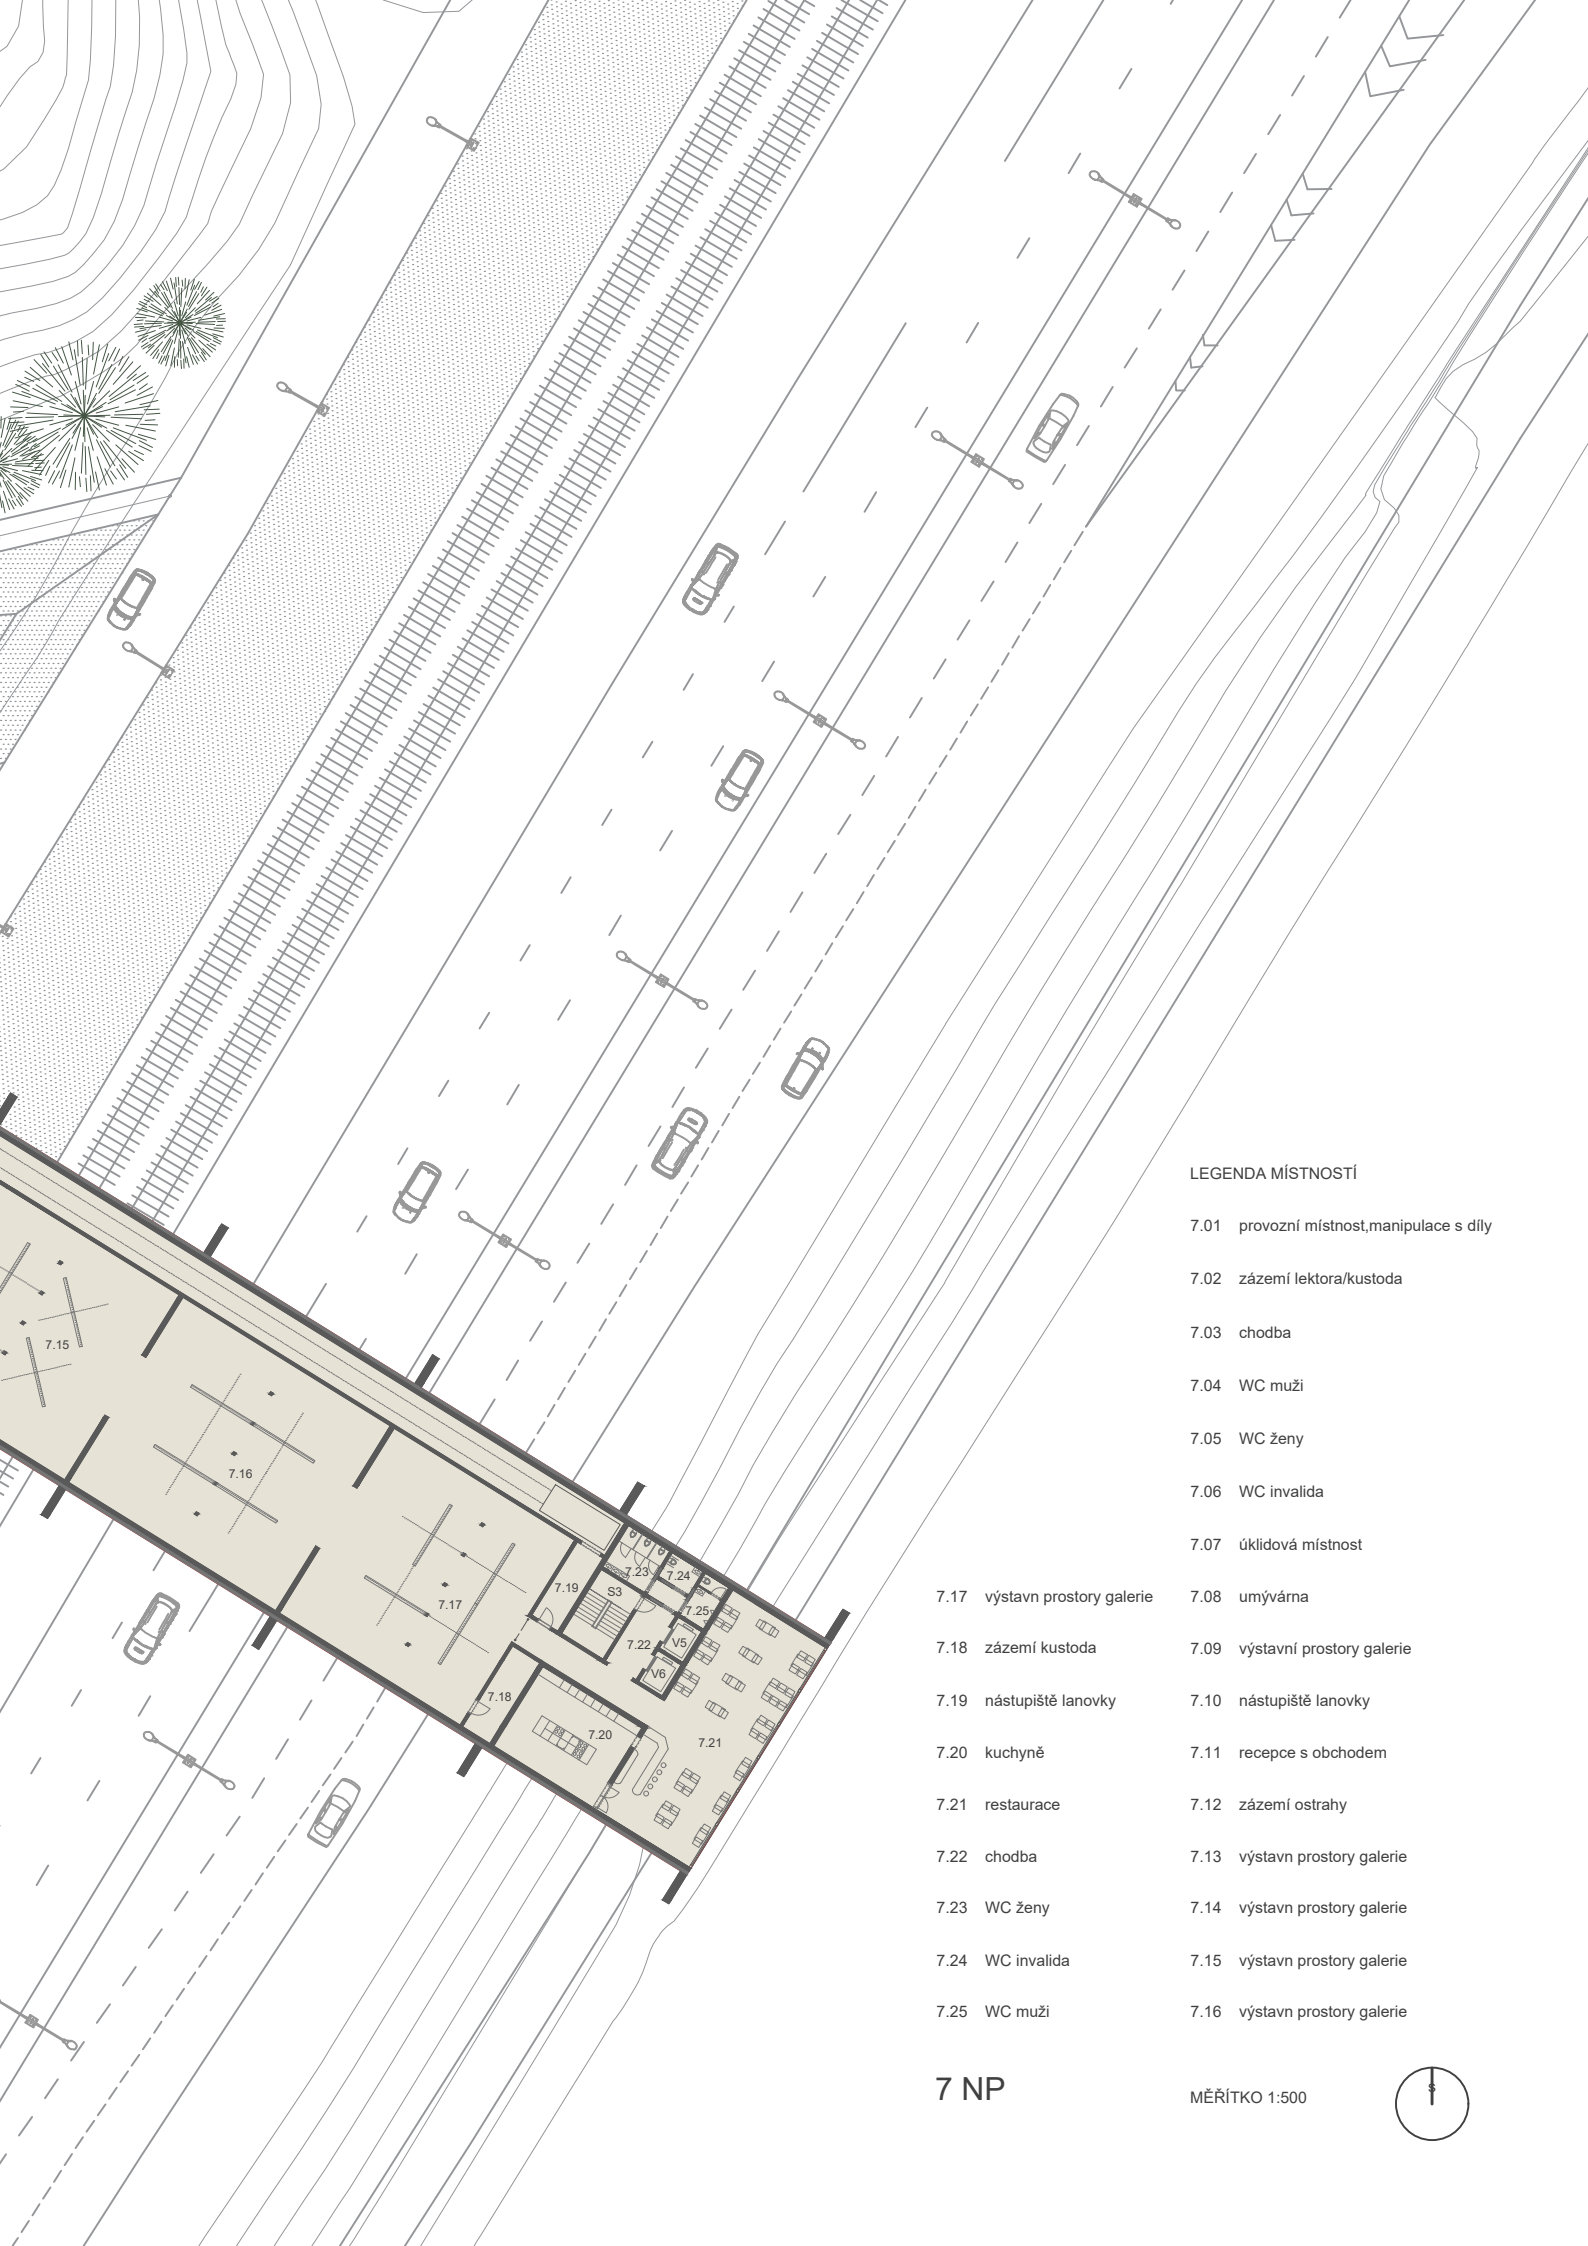 LEGENDA MÍSTNOSTÍ
7.01 provozní místnost,manipulace s díly
7.02 zázemí lektora/kustoda
7.03 chodba
7.04 WC muži
7.05 WC ženy
7.06 WC invalida
7.07 úklidová místnost
7.08 umývárna
7.09 výstavní prostory galerie
7.10 nástupiště lanovky
7.11 recepce s obchodem
7.12 zázemí ostrahy
7.13 výstavn prostory galerie
7.14 výstavn prostory galerie
7.15 výstavn prostory galerie
7.16 výstavn prostory galerie
7.17 výstavn prostory galerie
7.18 zázemí kustoda
7.19 nástupiště lanovky
7.20 kuchyně
7.21 restaurace
7.22 chodba
7.23 WC ženy
7.24 WC invalida
7.25 WC muži
7.15
7.16
7.17
7.19
S3
7.23
7.24
7.25
7.22
V5
V6
7.18
7.20
7.21
7 NP
MĚŘÍTKO 1:500
S